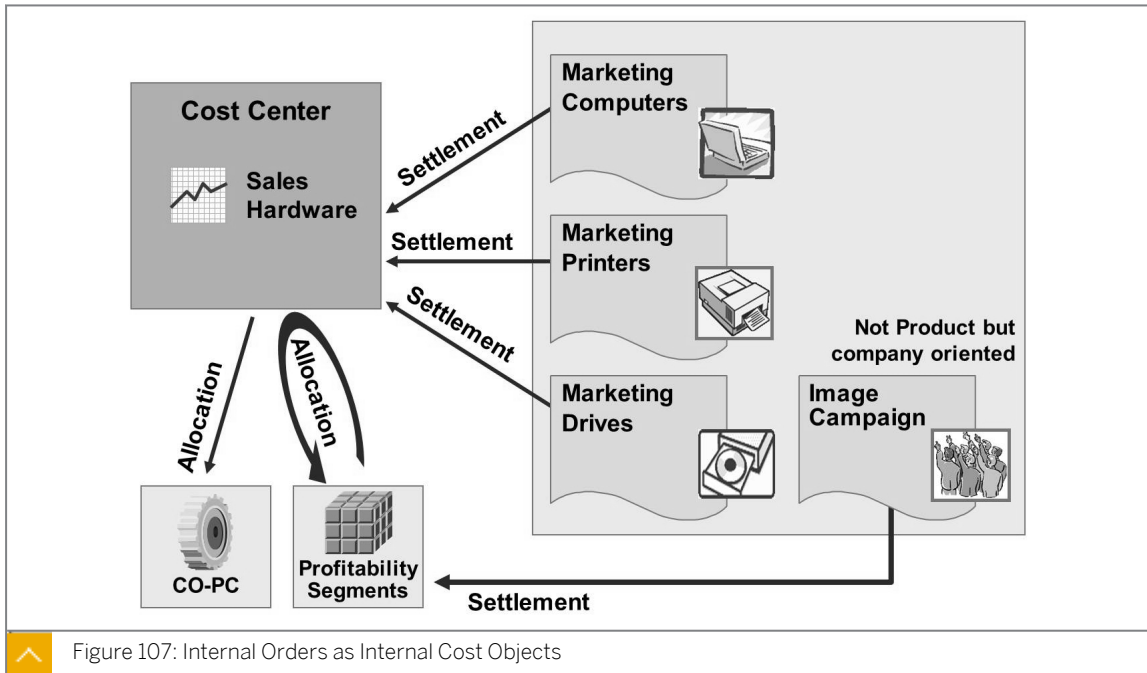 Cost Center
Sales
Hardware
Settlement
Settlement
Settlement
Marketing
Computers
Marketing
Printers
Marketing
Drives
Not Product but
company oriented
Image
Campaign
Allocation
Allocation
CO-PC
Profitability
Segments
Settlement
Figure 107: Internal Orders as Internal Cost Objects